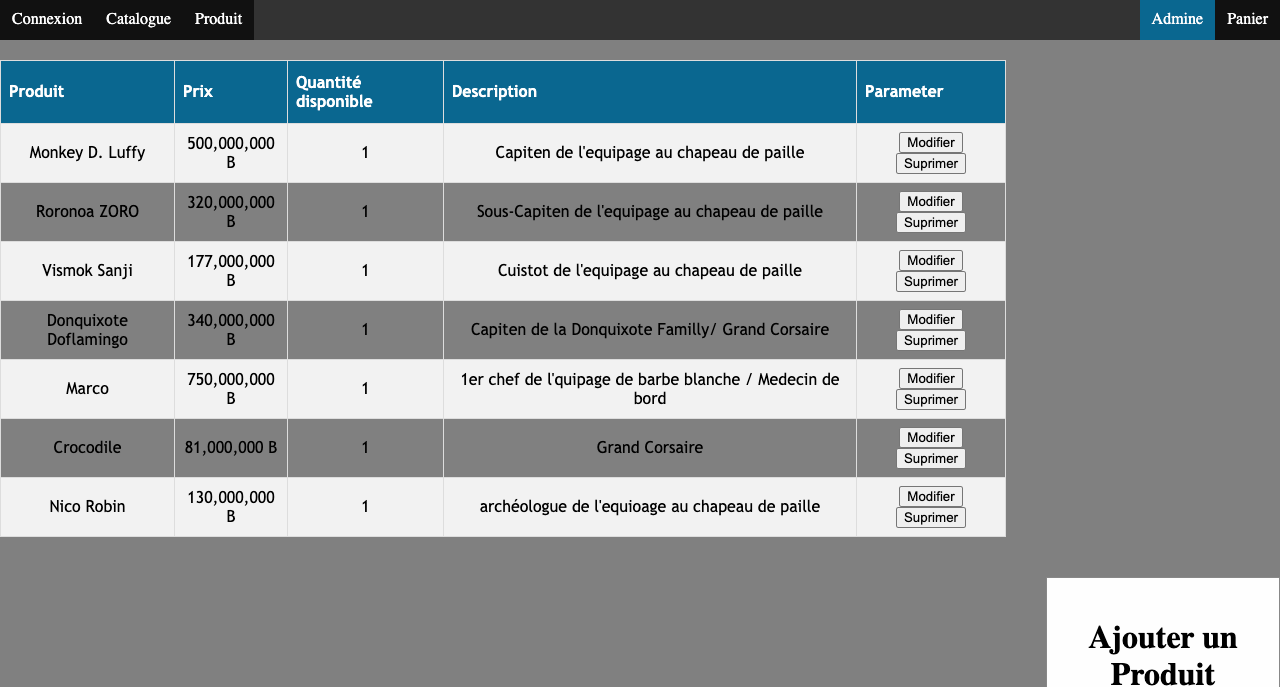 Connexion Catalogue Produit Admine Panier
Produit Prix Quantité disponible Description Parameter
Monkey D. Luffy 500,000,000 B 1 Capiten de l'equipage au chapeau de paille Modifier Suprimer
Roronoa ZORO 320,000,000 B 1 Sous-Capiten de l'equipage au chapeau de paille Modifier Suprimer
Vismok Sanji 177,000,000 B 1 Cuistot de l'equipage au chapeau de paille Modifier Suprimer
Donquixote Doflamingo 340,000,000 B 1 Capiten de la Donquixote Familly/ Grand Corsaire Modifier Suprimer
Marco 750,000,000 B 1 1er chef de l'quipage de barbe blanche / Medecin de bord Modifier Suprimer
Crocodile 81,000,000 B 1 Grand Corsaire Modifier Suprimer
Nico Robin 130,000,000 B 1 archéologue de l'equioage au chapeau de paille Modifier Suprimer
Ajouter un
Produit